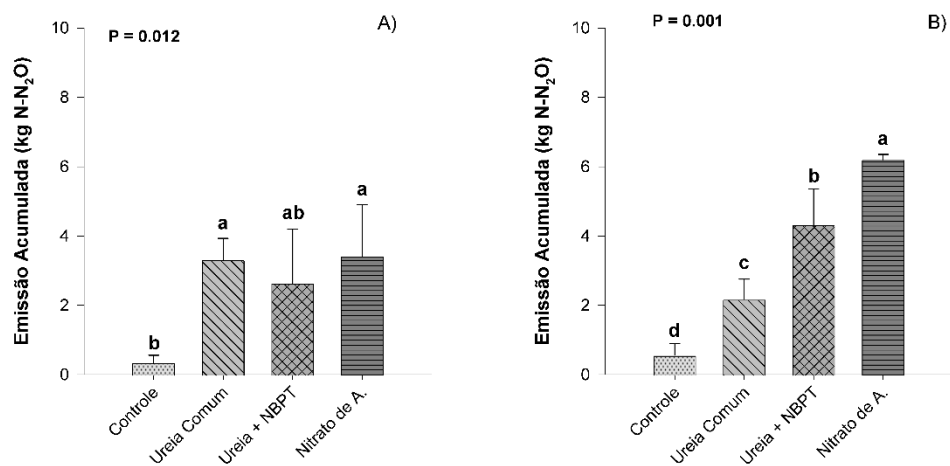 A)
P = 0.012
Emissão Acumulada (kg N-N₂O)
10
8
6
4
2
0
b
a
ab
a
Controle
Ureia Comum
Ureia + NBPT
Nitrato de A.
B)
P = 0.001
Emissão Acumulada (kg N-N₂O)
10
8
6
4
2
0
d
c
b
a
Controle
Ureia Comum
Ureia + NBPT
Nitrato de A.